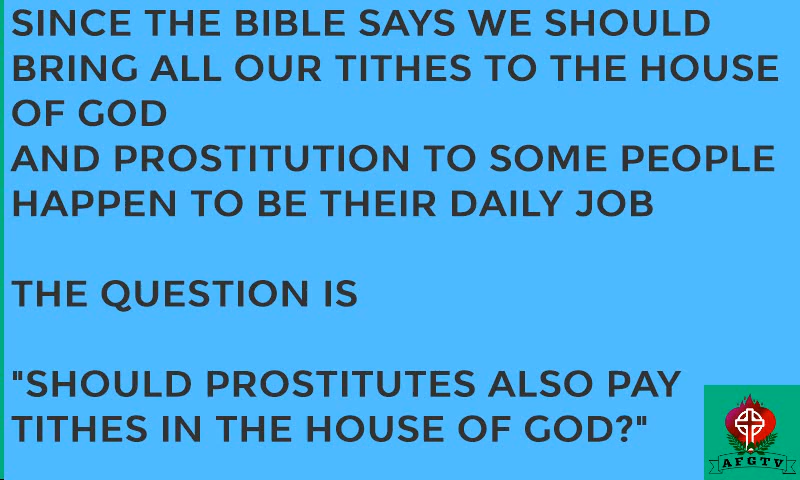 SINCE THE BIBLE SAYS WE SHOULD
BRING ALL OUR TITHES TO THE HOUSE
OF GOD
AND PROSTITUTION TO SOME PEOPLE
HAPPEN TO BE THEIR DAILY JOB
THE QUESTION IS
"SHOULD PROSTITUTES ALSO PAY
TITHES IN THE HOUSE OF GOD?"
AFGTV